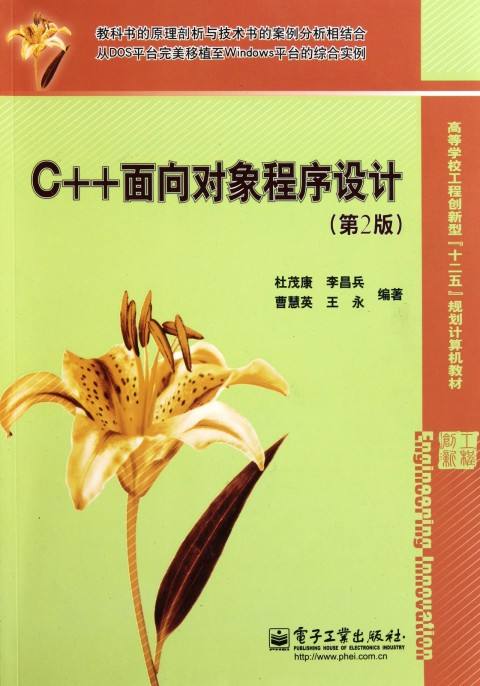 教科书的原理剖析与技术书的案例分析相结合
从DOS平台完美移植至Windows平台的综合实例
C++面向对象程序设计
(第2版)
杜茂康 李昌兵
曹慧英 王 永 编著
高等学校工程创新型『十二五』规划计算机教材
工程
創新
Engineering Innovation
電子工業出版社
PUBLISHING HOUSE OF ELECTRONICS INDUSTRY
http://www.phei.com.cn